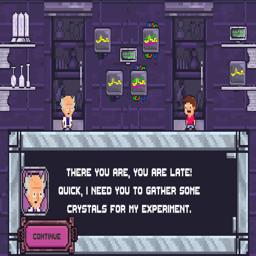 THERE YOU ARE, YOU ARE LATE!
QUICK, I NEED YOU TO GATHER SOME
CRYSTALS FOR MY EXPERIMENT.
CONTINUE